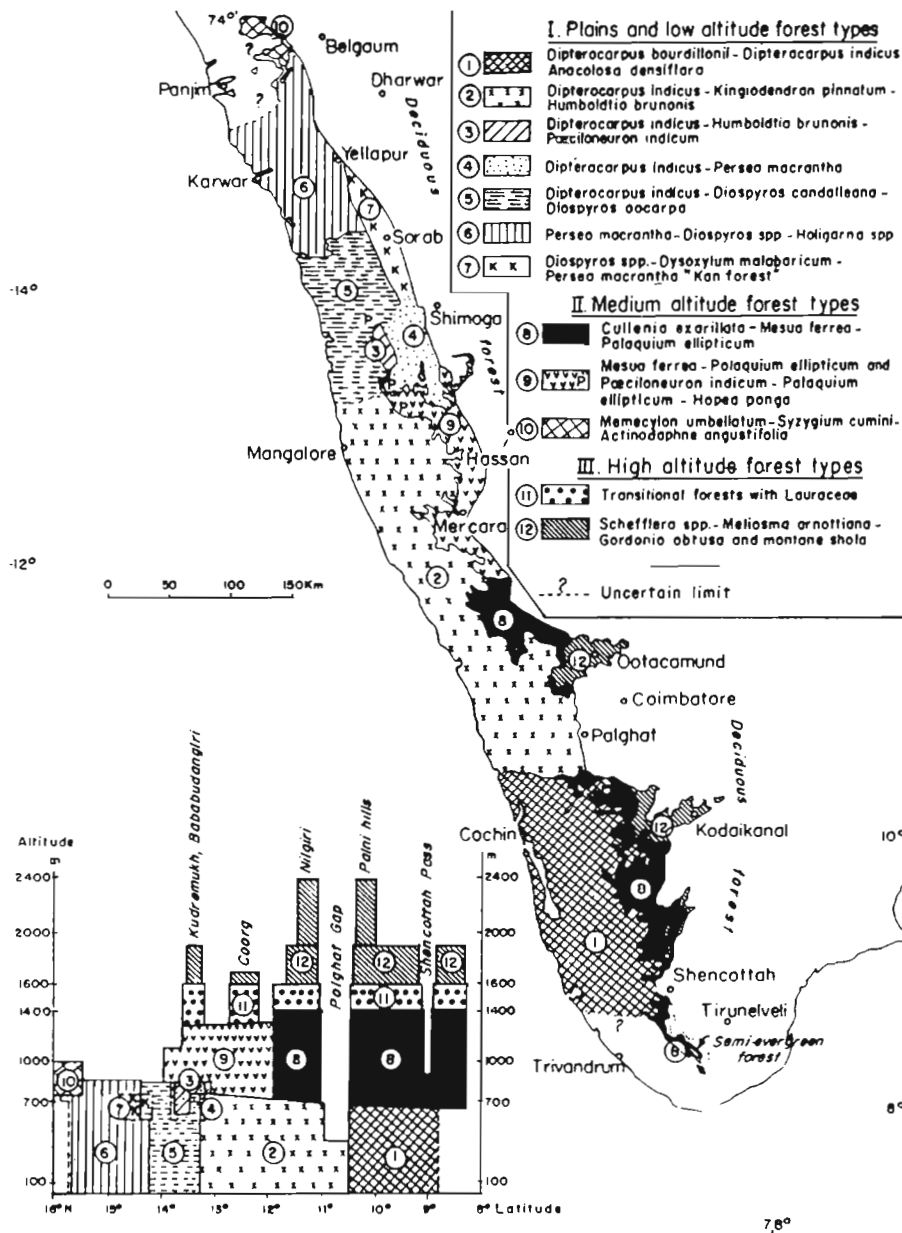 I. Plains and low altitude forest types
① Dipterocarpus bourdillonii - Dipterocarpus indicus
Anacolosa densiflora
② Dipterocarpus indicus - Kingiodendron pinnatum -
Humboldtia brunonis
③ Dipterocarpus indicus - Humboldtia brunonis -
Pœciloneuron indicum
④ Dipterocarpus indicus - Persea macrantha
⑤ Dipterocarpus indicus - Diospyros candolleana -
Diospyros oocarpa
⑥ Persea macrantha - Diospyros spp - Holigarna spp
⑦ Diospyros spp. - Dysoxylum malabaricum -
Persea macrantha "Kan forest"
II. Medium altitude forest types
⑧ Cullenia exarillata - Mesua ferrea -
Palaquium ellipticum
⑨ P Mesua ferrea - Palaquium ellipticum and
Pœciloneuron indicum - Palaquium
ellipticum - Hopea ponga
⑩ Memecylon umbellatum - Syzygium cumini -
Actinodaphne angustifolia
III. High altitude forest types
⑪ Transitional forests with Lauraceae
⑫ Schefflera spp. - Meliosma arnottiana -
Gordonia obtusa and montane shola
? Uncertain limit
74°
⑩
?
Belgaum
Panjim
?
Dharwar
Deciduous
Yellapur
Karwar
⑥
⑦
Sorab
-14°
⑤
Shimoga
P
③
④
forest
P
⑨
Mangalore
Hassan
Mercara
-12°
0 50 100 150 Km
②
⑧
⑫
Ootacamund
Coimbatore
Palghat
Deciduous
Cochin
⑫
Kodaikanal
10°
⑧
forest
①
Shencottah
?
Tirunelveli
Semi-evergreen
forest
Trivandrum
⑧
8°
78°
Altitude
m
2400
2000
1600
1400
1000
700
100
Kudremukh, Bababudangiri
Coorg
Nilgiri
Palghat Gap
Palni hills
Shencottah Pass
m
2400
2000
1600
1400
1000
700
100
⑫ ⑫ ⑫
⑪ ⑪
⑨ ⑧ ⑧
⑩ ③
⑦ ④
⑥ ⑤ ② ①
16°N 15° 14° 13° 12° 11° 10° 9° 8° Latitude